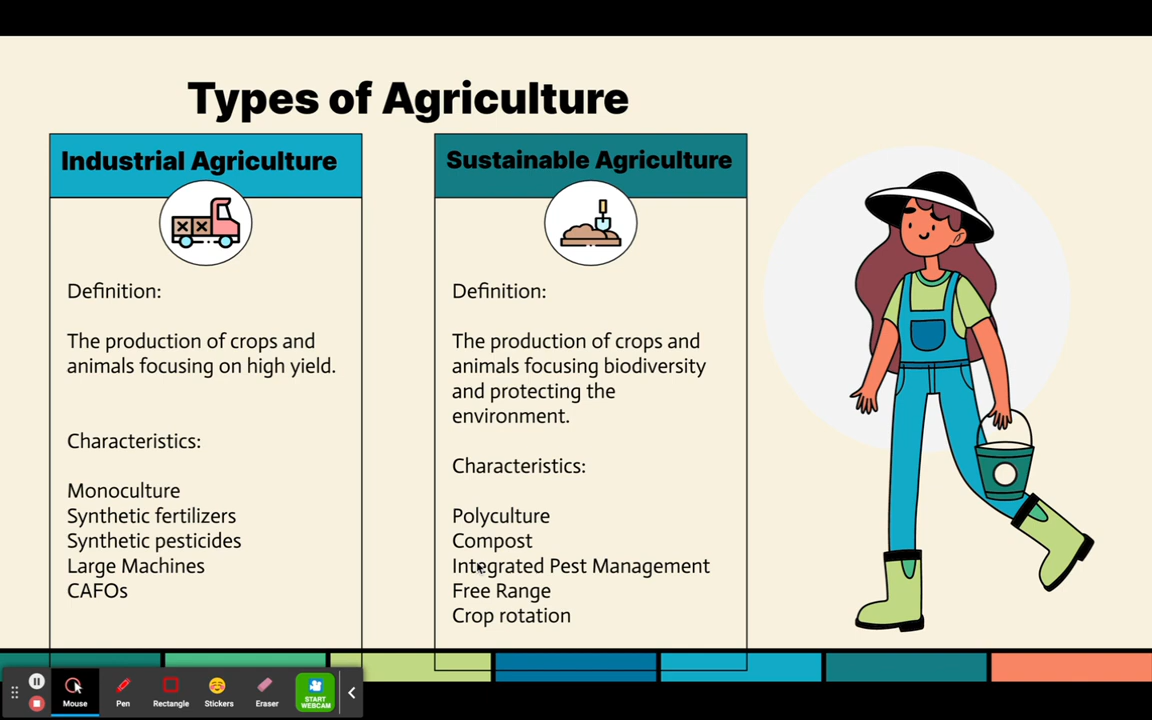 Types of Agriculture
Industrial Agriculture
Definition:
The production of crops and
animals focusing on high yield.
Characteristics:
Monoculture
Synthetic fertilizers
Synthetic pesticides
Large Machines
CAFOs
Sustainable Agriculture
Definition:
The production of crops and
animals focusing biodiversity
and protecting the
environment.
Characteristics:
Polyculture
Compost
Integrated Pest Management
Free Range
Crop rotation
Mouse
Pen
Rectangle
Stickers
Eraser
START
WEBCAM